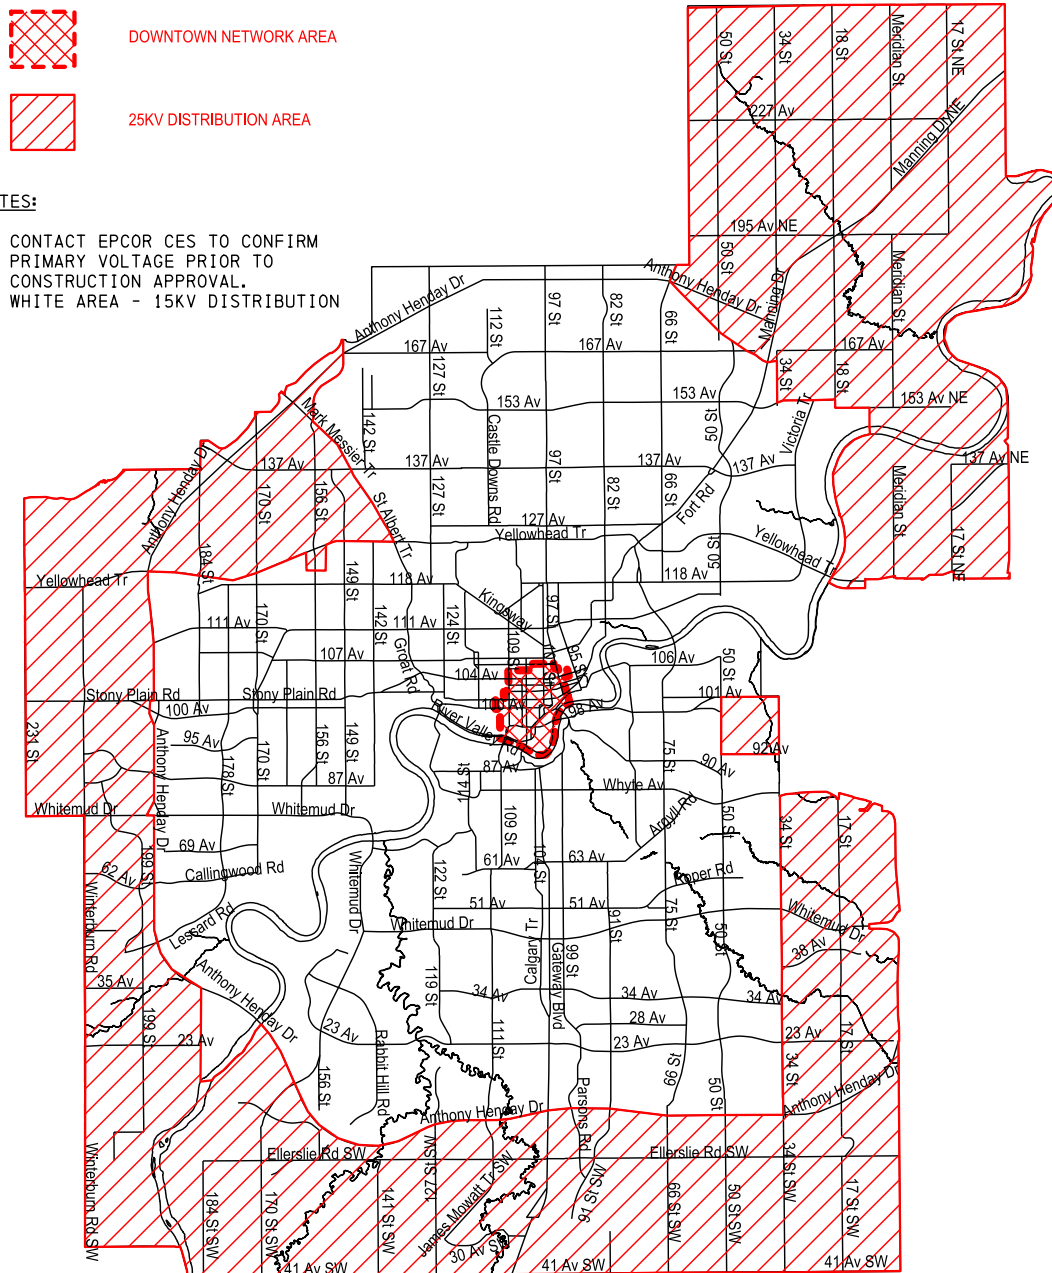 DOWNTOWN NETWORK AREA
25KV DISTRIBUTION AREA
TES:
CONTACT EPCOR CES TO CONFIRM
PRIMARY VOLTAGE PRIOR TO
CONSTRUCTION APPROVAL.
WHITE AREA - 15KV DISTRIBUTION
50 St
34 St
18 St
Meridian St
17 St NE
227 Av
Manning Dr NE
195 Av NE
50 St
Anthony Henday Dr
Manning Dr
Meridian St
Anthony Henday Dr
112 St
97 St
82 St
66 St
167 Av
167 Av
167 Av
127 St
34 St
18 St
153 Av
153 Av
153 Av NE
Mark Messier Tr
142 St
Castle Downs Rd
50 St
Victoria Tr
137 Av
137 Av
97 St
137 Av
137 Av
137 Av NE
Anthony Henday Dr
170 St
156 St
St Albert Tr
127 St
82 St
66 St
Fort Rd
Meridian St
127 Av
Yellowhead Tr
50 St
Yellowhead Tr
17 St NE
Yellowhead Tr
184 St
149 St
118 Av
118 Av
Kingsway
97 St
111 Av
170 St
142 St
111 Av
124 St
109 St
95 St
107 Av
Groat Rd
104 Av
106 Av
50 St
101 Av
Stony Plain Rd
Stony Plain Rd
100 Av
100 Av
98 Av
River Valley Rd
231 St
95 Av
Anthony Henday Dr
178 St
170 St
156 St
149 St
87 Av
87 Av
114 St
75 St
90 Av
92 Av
Whyte Av
Whitemud Dr
Whitemud Dr
109 St
Argyll Rd
50 St
34 St
17 St
69 Av
199 St
62 Av
Callingwood Rd
Whitemud Dr
122 St
61 Av
104 St
63 Av
Roper Rd
Winterburn Rd
Lessard Rd
51 Av
51 Av
75 St
Whitemud Dr
Whitemud Dr
Calgary Tr
91 St
50 St
38 Av
35 Av
Anthony Henday Dr
119 St
Gateway Blvd
99 St
34 Av
34 Av
34 Av
199 St
23 Av
23 Av
Rabbit Hill Rd
111 St
28 Av
23 Av
23 Av
17 St
156 St
66 St
50 St
34 St
Parsons Rd
Anthony Henday Dr
Anthony Henday Dr
Ellerslie Rd SW
127 St SW
Ellerslie Rd SW
Winterburn Rd SW
184 St SW
170 St SW
141 St SW
James Mowatt Tr SW
91 St SW
66 St SW
50 St SW
34 St SW
17 St SW
41 Av SW
41 Av SW
41 Av SW